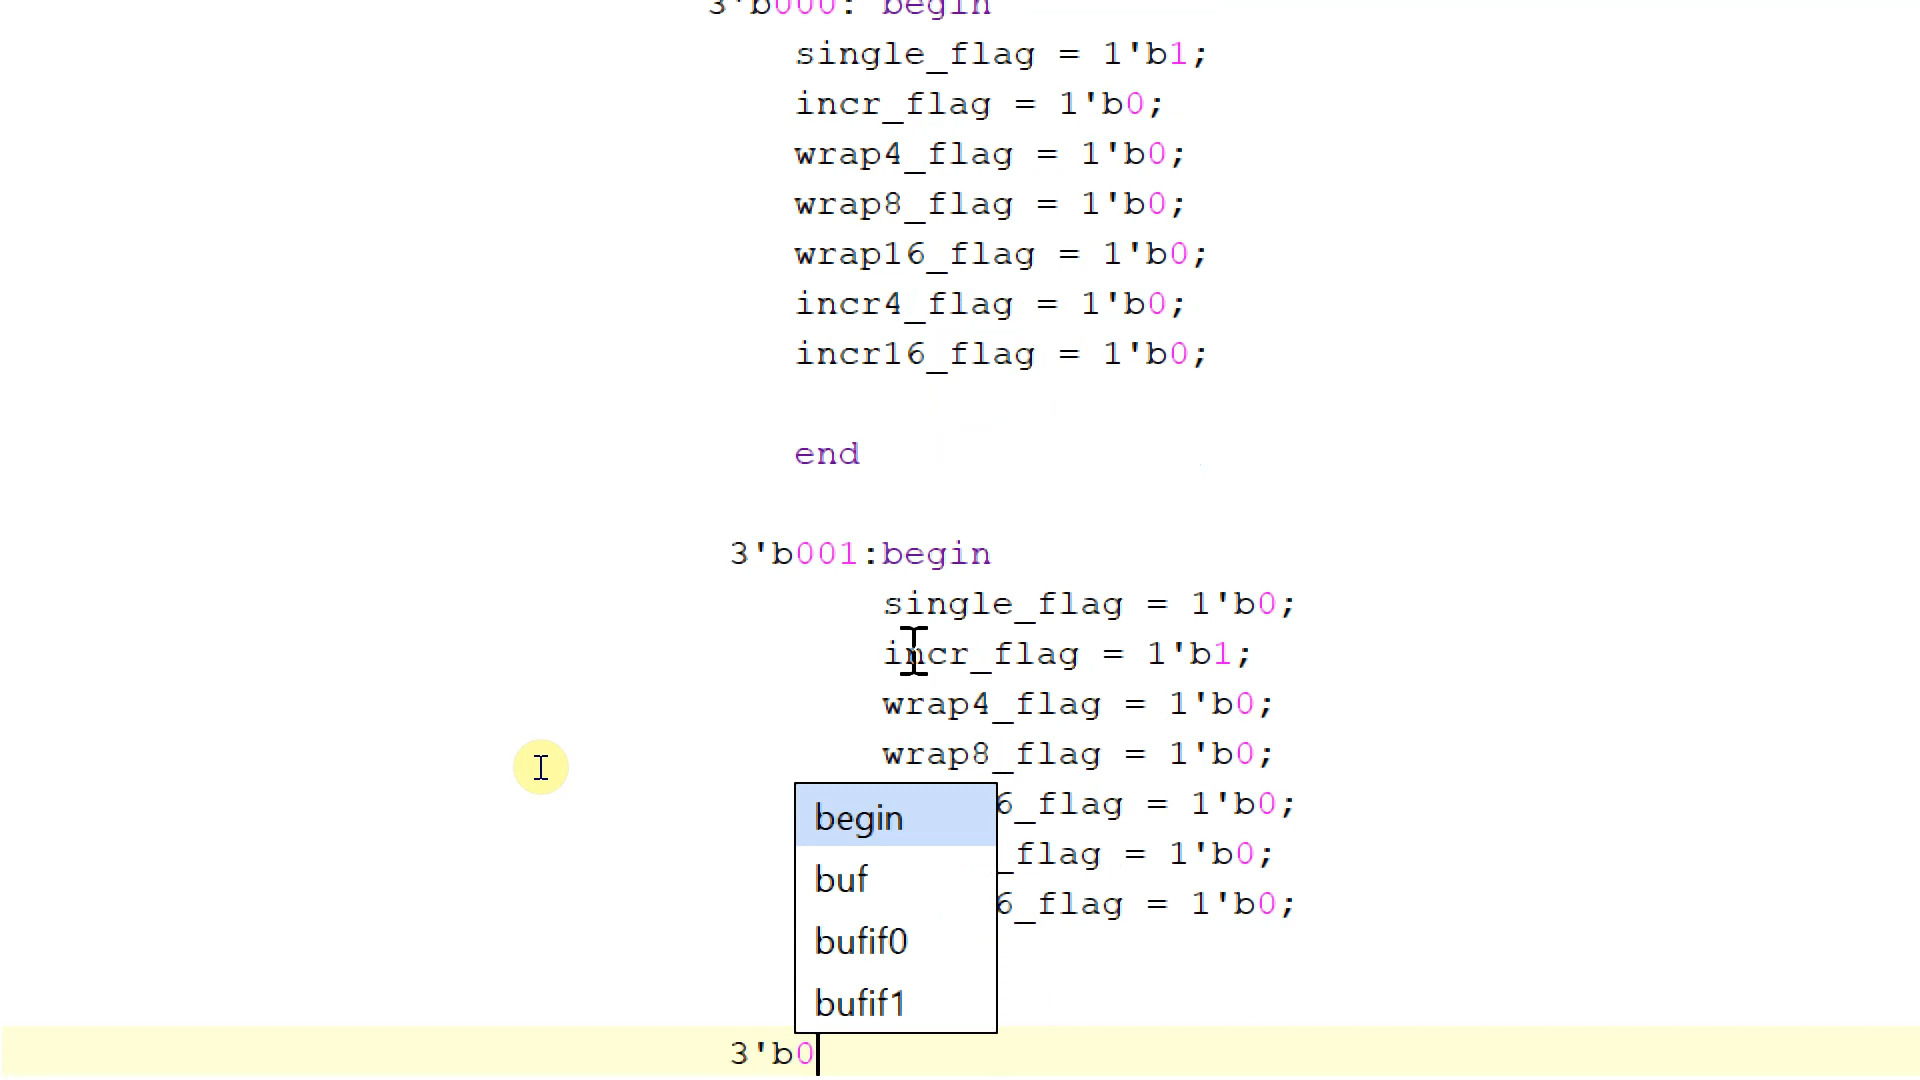 3'b000: begin
single_flag = 1'b1;
incr_flag = 1'b0;
wrap4_flag = 1'b0;
wrap8_flag = 1'b0;
wrap16_flag = 1'b0;
incr4_flag = 1'b0;
incr16_flag = 1'b0;
end
3'b001:begin
single_flag = 1'b0;
incr_flag = 1'b1;
wrap4_flag = 1'b0;
wrap8_flag = 1'b0;
6_flag = 1'b0;
_flag = 1'b0;
6_flag = 1'b0;
begin
buf
bufif0
bufif1
3'b0